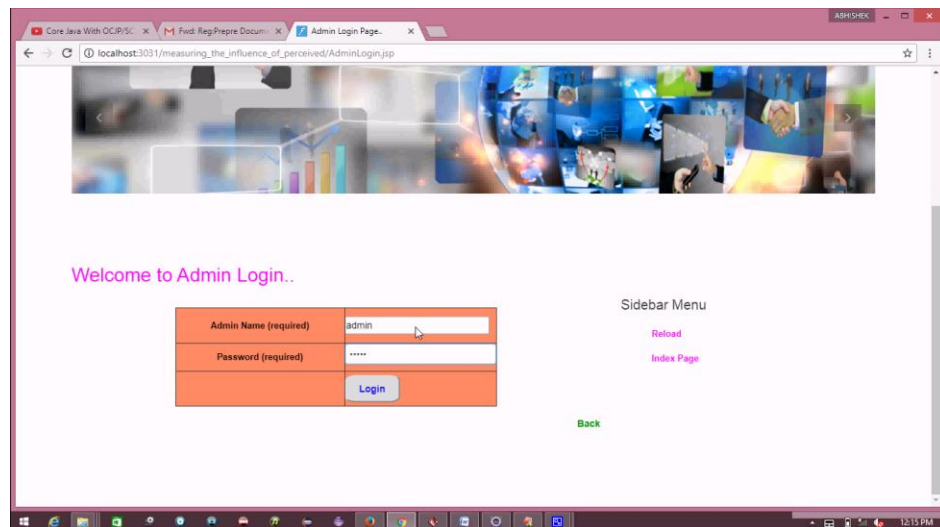 ABHISHEK
Core Java With OCJP/SC
Fwd: Reg:Prepre Docum
Admin Login Page..
localhost:3031/measuring_the_influence_of_perceived/AdminLogin.jsp
Welcome to Admin Login..
Sidebar Menu
Admin Name (required) admin
Reload
Password (required) •••••
Index Page
Login
Back
12:15 PM